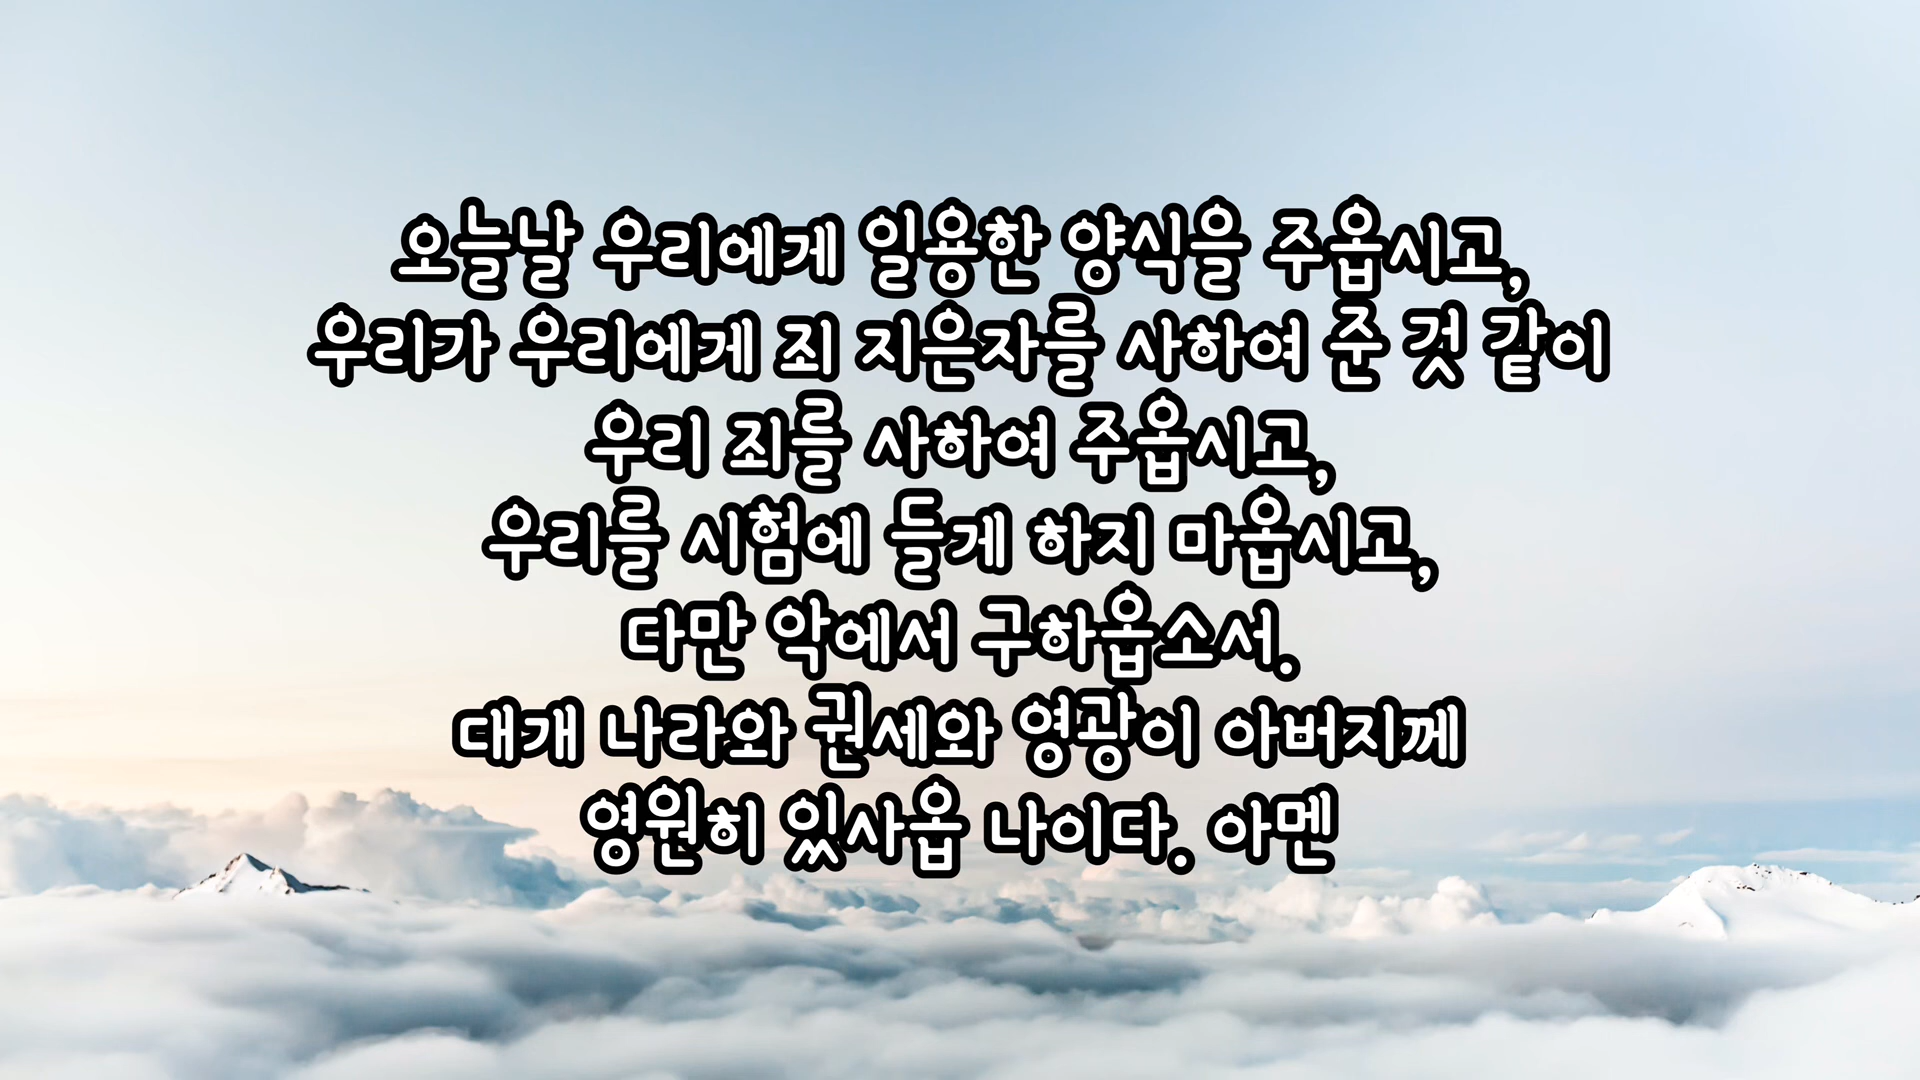 오늘날 우리에게 일용한 양식을 주옵시고,
우리가 우리에게 죄 지은자를 사하여 준 것 같이
우리 죄를 사하여 주옵시고,
우리를 시험에 들게 하지 마옵시고,
다만 악에서 구하옵소서.
대개 나라와 권세와 영광이 아버지께
영원히 있사옵 나이다. 아멘